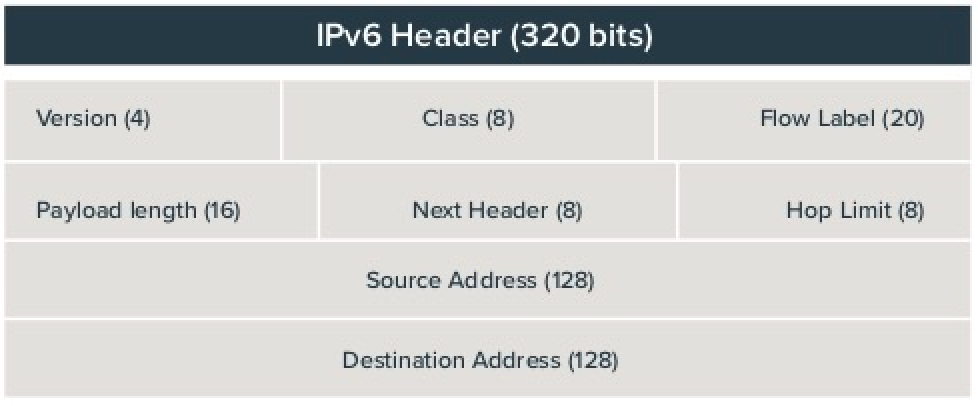 IPv6 Header (320 bits)
Version (4)
Class (8)
Flow Label (20)
Payload length (16)
Next Header (8)
Hop Limit (8)
Source Address (128)
Destination Address (128)